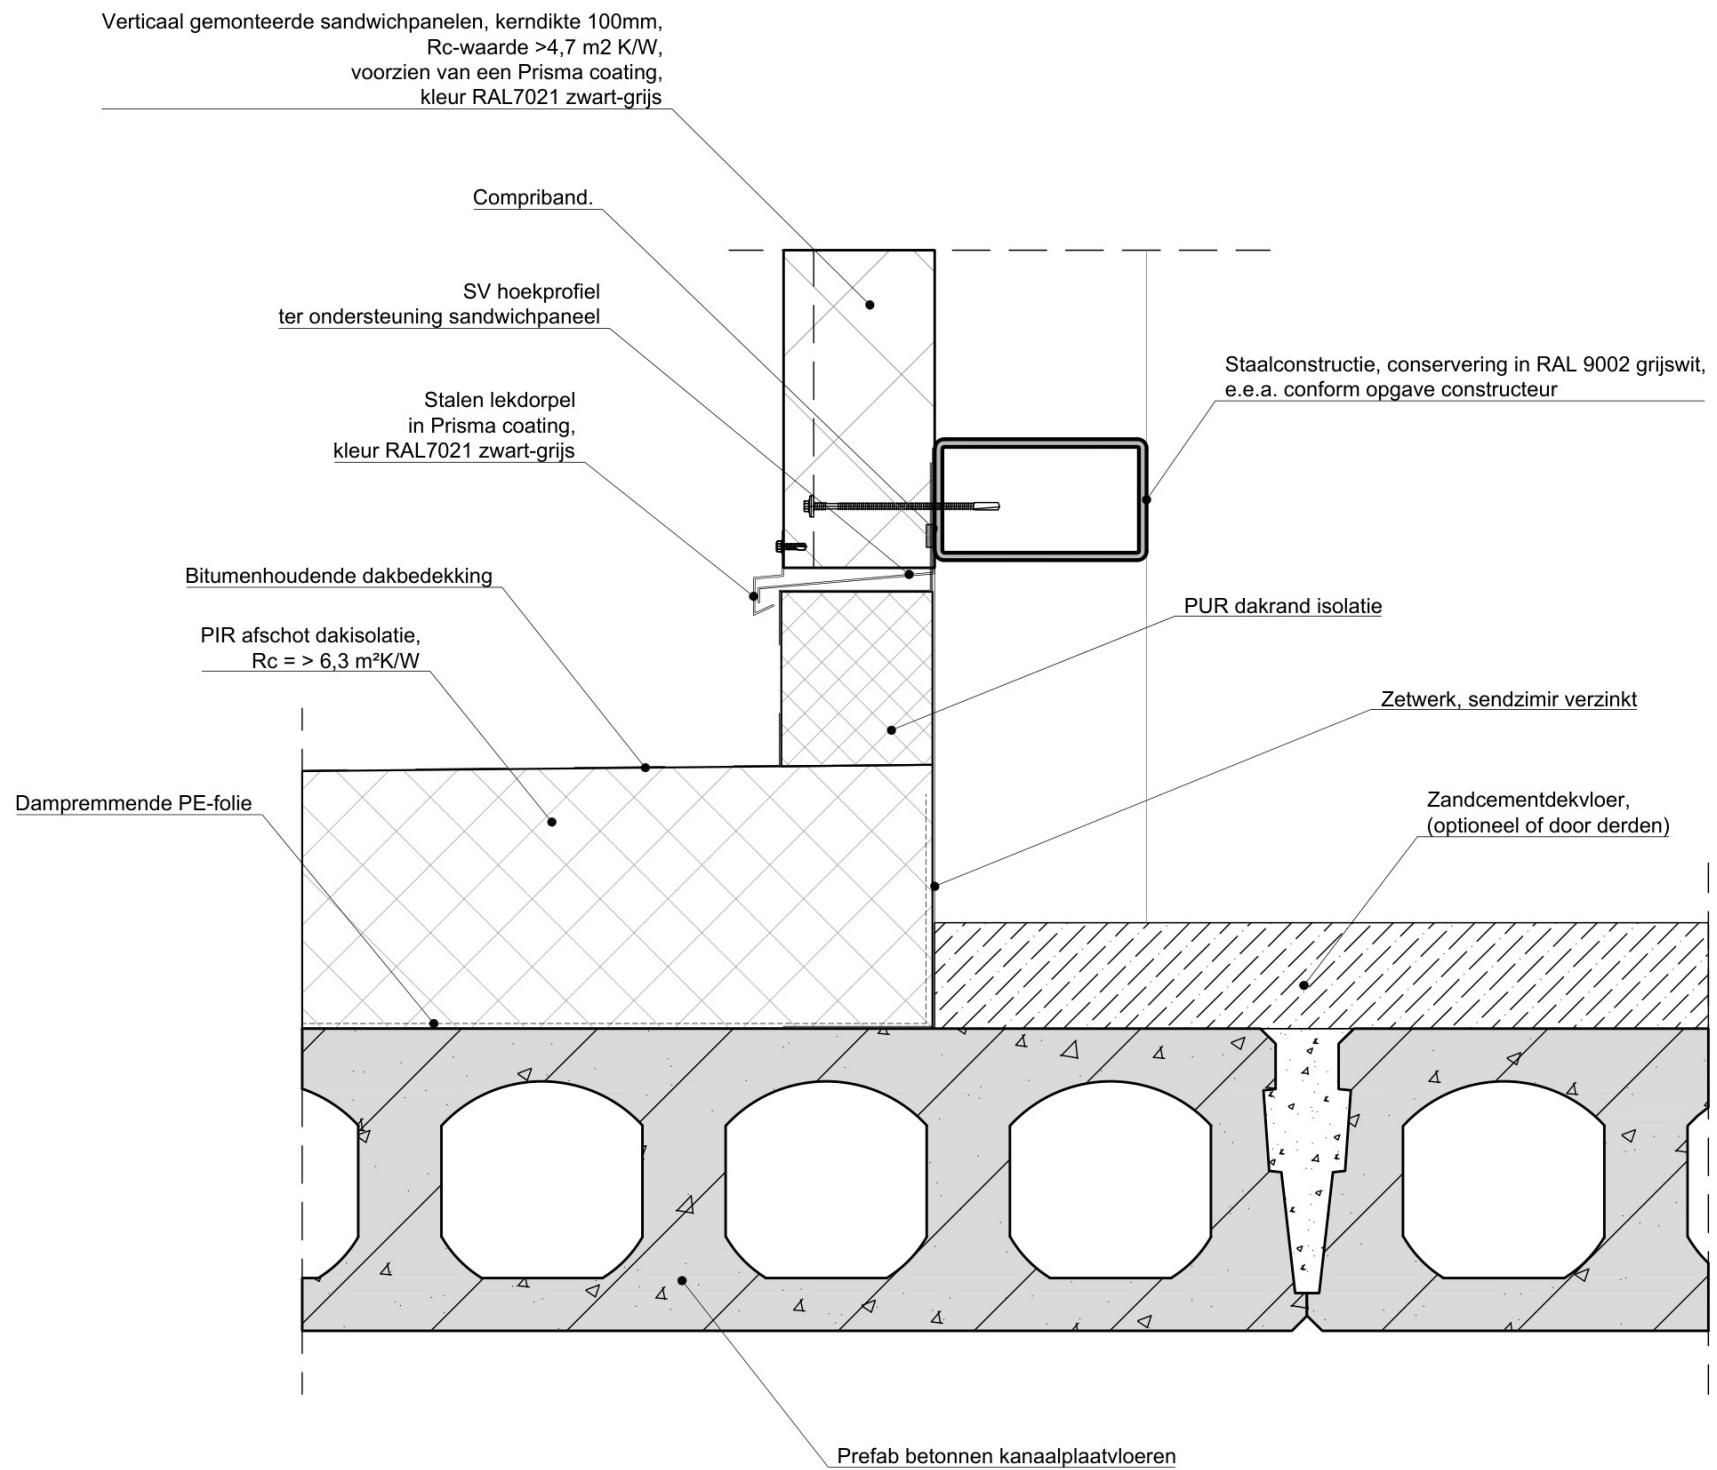 Verticaal gemonteerde sandwichpanelen, kerndikte 100mm,
Rc-waarde >4,7 m2 K/W,
voorzien van een Prisma coating,
kleur RAL7021 zwart-grijs
Compriband.
SV hoekprofiel
ter ondersteuning sandwichpaneel
Staalconstructie, conservering in RAL 9002 grijswit,
e.e.a. conform opgave constructeur
Stalen lekdorpel
in Prisma coating,
kleur RAL7021 zwart-grijs
Bitumenhoudende dakbedekking
PUR dakrand isolatie
PIR afschot dakisolatie,
Rc = > 6,3 m²K/W
Zetwerk, sendzimir verzinkt
Dampremmende PE-folie
Zandcementdekvloer,
(optioneel of door derden)
Prefab betonnen kanaalplaatvloeren